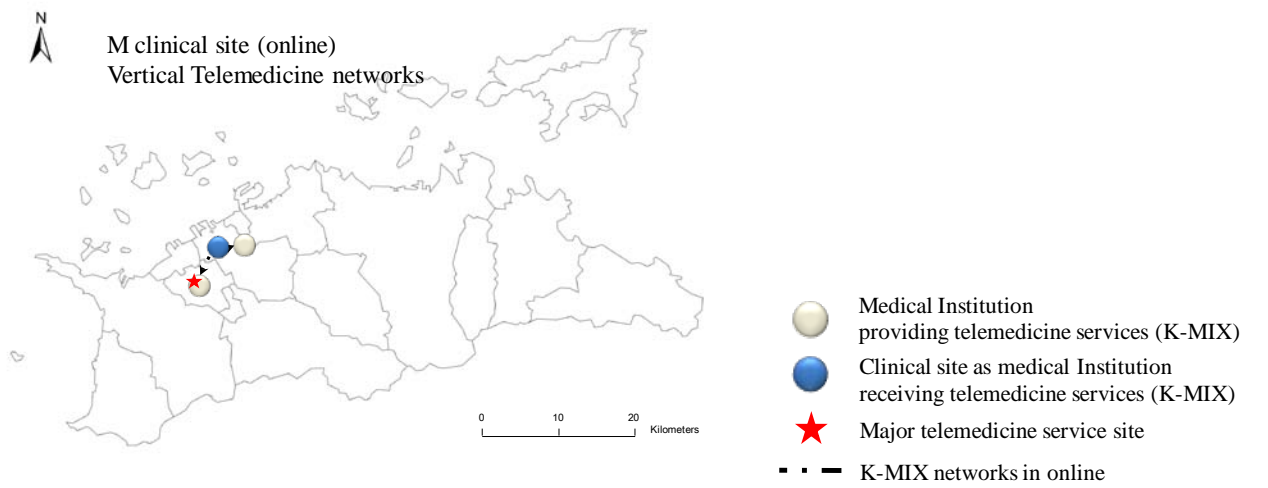 N
M clinical site (online)
Vertical Telemedicine networks
Medical Institution
providing telemedicine services (K-MIX)
Clinical site as medical Institution
receiving telemedicine services (K-MIX)
0 10 20
Kilometers
Major telemedicine service site
K-MIX networks in online